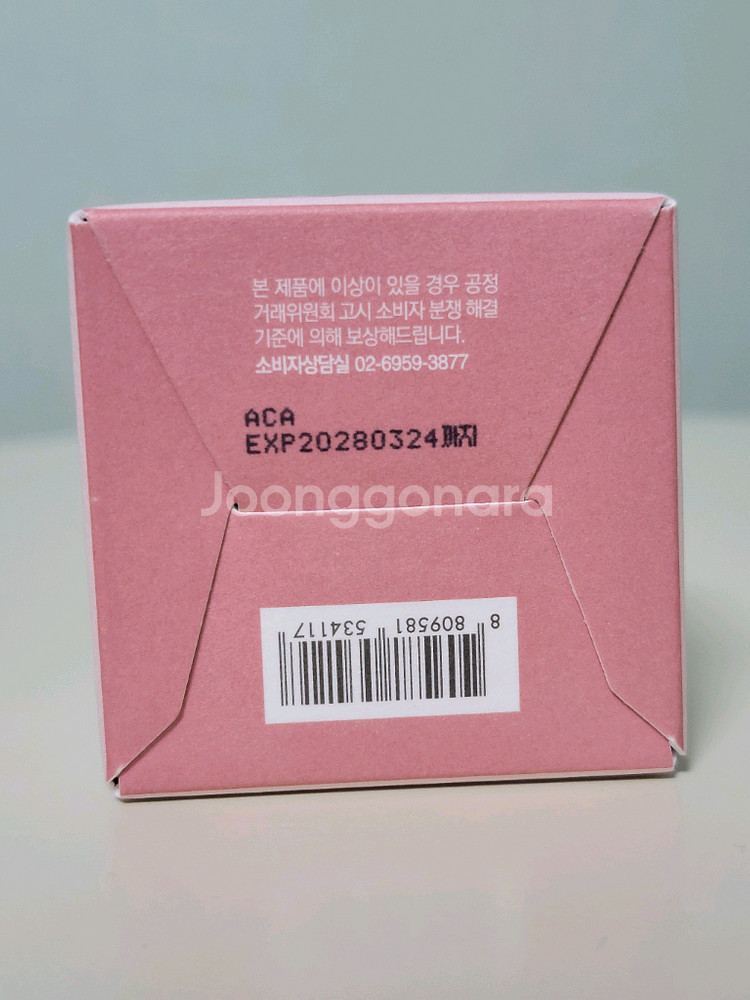 본 제품에 이상이 있을 경우 공정
거래위원회 고시 소비자 분쟁 해결
기준에 의해 보상해드립니다.
소비자상담실 02-6959-3877
ACA
EXP20280324까지
Joonggonara
8 809581 534117